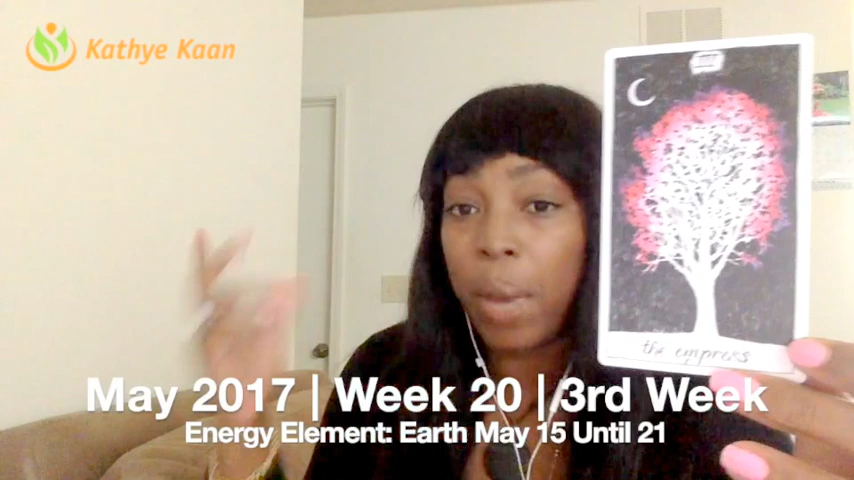 Kathye Kaan
the empress
May 2017 | Week 20 | 3rd Week
Energy Element: Earth May 15 Until 21